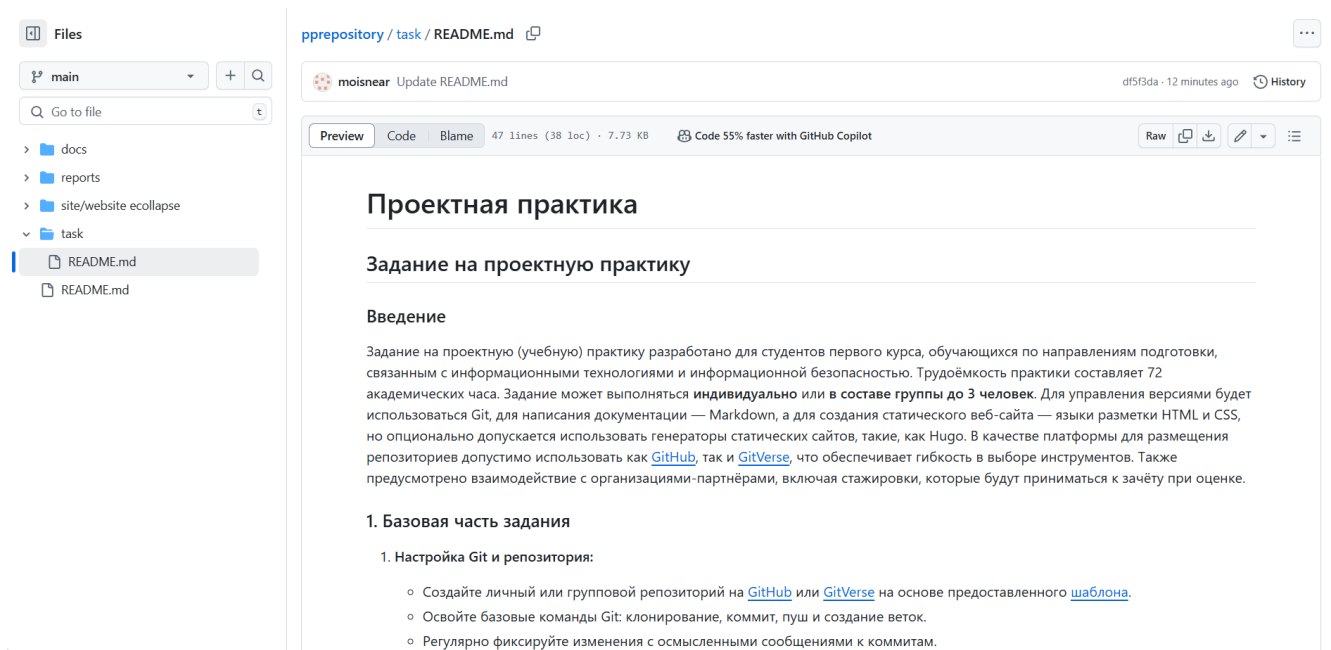 Files
main
Go to file
t
docs
reports
site/website ecollapse
task
README.md
README.md
pprepository / task / README.md
moisnear Update README.md
df5f3da · 12 minutes ago
History
Preview
Code
Blame
47 lines (38 loc) · 7.73 KB
Code 55% faster with GitHub Copilot
Raw
Проектная практика
Задание на проектную практику
Введение
Задание на проектную (учебную) практику разработано для студентов первого курса, обучающихся по направлениям подготовки,
связанным с информационными технологиями и информационной безопасностью. Трудоёмкость практики составляет 72
академических часа. Задание может выполняться индивидуально или в составе группы до 3 человек. Для управления версиями будет
использоваться Git, для написания документации — Markdown, а для создания статического веб-сайта — языки разметки HTML и CSS,
но опционально допускается использовать генераторы статических сайтов, такие, как Hugo. В качестве платформы для размещения
репозиториев допустимо использовать как GitHub, так и GitVerse, что обеспечивает гибкость в выборе инструментов. Также
предусмотрено взаимодействие с организациями-партнёрами, включая стажировки, которые будут приниматься к зачёту при оценке.
1. Базовая часть задания
1. Настройка Git и репозитория:
Создайте личный или групповой репозиторий на GitHub или GitVerse на основе предоставленного шаблона.
Освойте базовые команды Git: клонирование, коммит, пуш и создание веток.
Регулярно фиксируйте изменения с осмысленными сообщениями к коммитам.